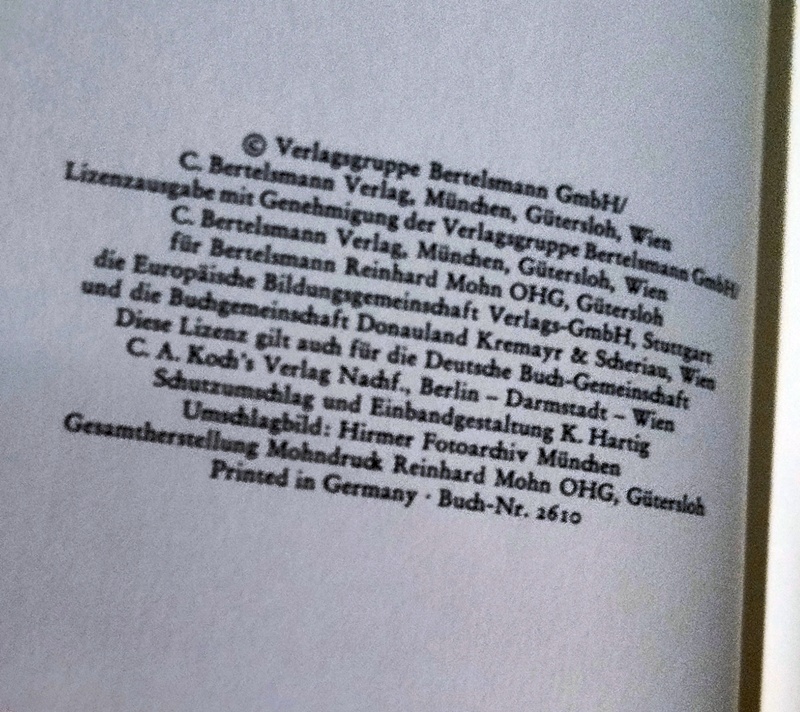 © Verlagsgruppe Bertelsmann GmbH/
C. Bertelsmann Verlag, München, Gütersloh, Wien
Lizenzausgabe mit Genehmigung der Verlagsgruppe Bertelsmann GmbH/
C. Bertelsmann Verlag, München, Gütersloh, Wien
für Bertelsmann Reinhard Mohn OHG, Gütersloh
die Europäische Bildungsgemeinschaft Verlags-GmbH, Stuttgart
und die Buchgemeinschaft Donauland Kremayr & Scheriau, Wien
Diese Lizenz gilt auch für die Deutsche Buch-Gemeinschaft
C. A. Koch's Verlag Nachf., Berlin – Darmstadt – Wien
Schutzumschlag und Einbandgestaltung K. Hartig
Umschlagbild: Hirmer Fotoarchiv München
Gesamtherstellung Mohndruck Reinhard Mohn OHG, Gütersloh
Printed in Germany · Buch-Nr. 2610